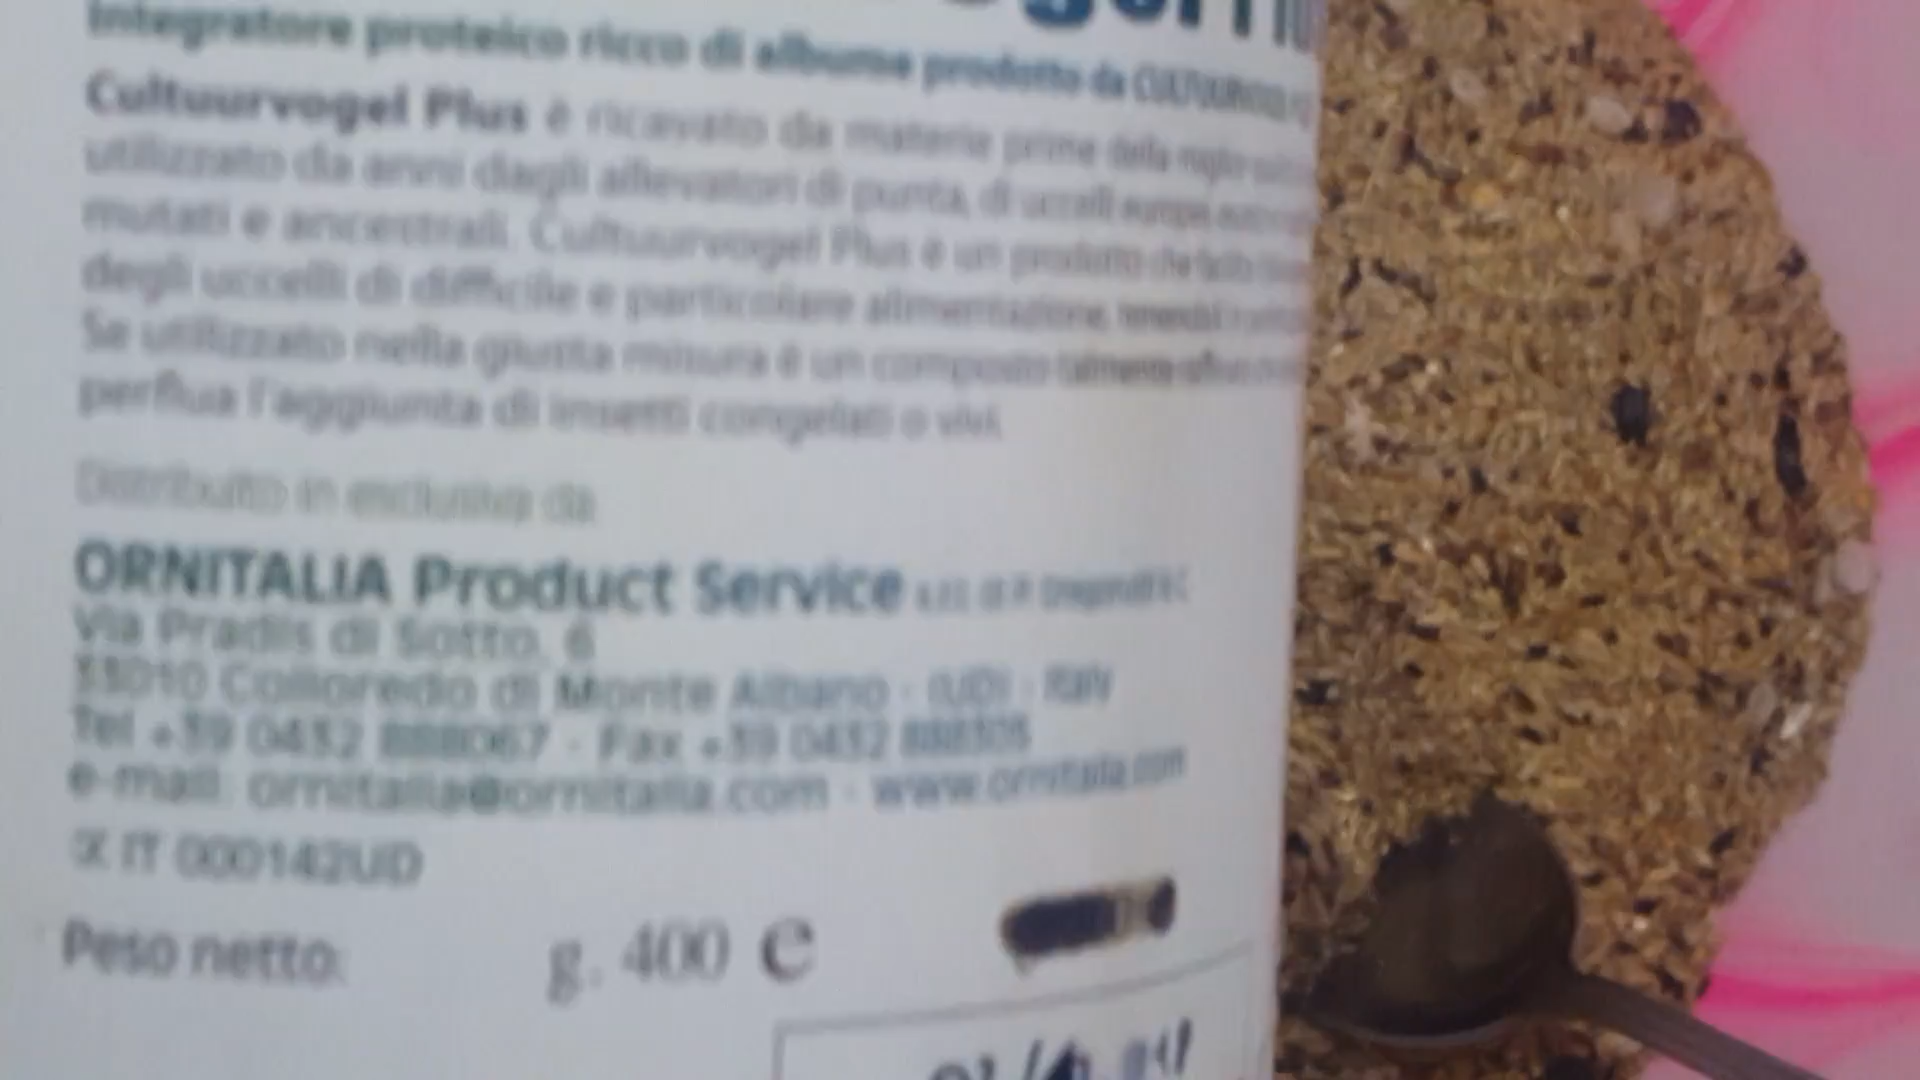 Integratore proteico ricco di albume prodotto da
Cultuurvogel Plus è ricavato da materie prime della
utilizzato da anni dagli allevatori di punta, di uccelli
mutati e ancestrali. Cultuurvogel Plus è un prodotto che
degli uccelli di difficile e particolare alimentazione,
Se utilizzato nella giusta misura è un composto talmente
perflua l'aggiunta di insetti congelati o vivi.
Distribuito in esclusiva da
ORNITALIA Product Service
Via Pradis di Sotto, 6
33010 Colloredo di Monte Albano - (UD) - Italy
Tel +39 0432 888067 - Fax +39 0432
e-mail: ornitalia@ornitalia.com - www.ornitalia.com
IT 000142UD
Peso netto: g. 400 e